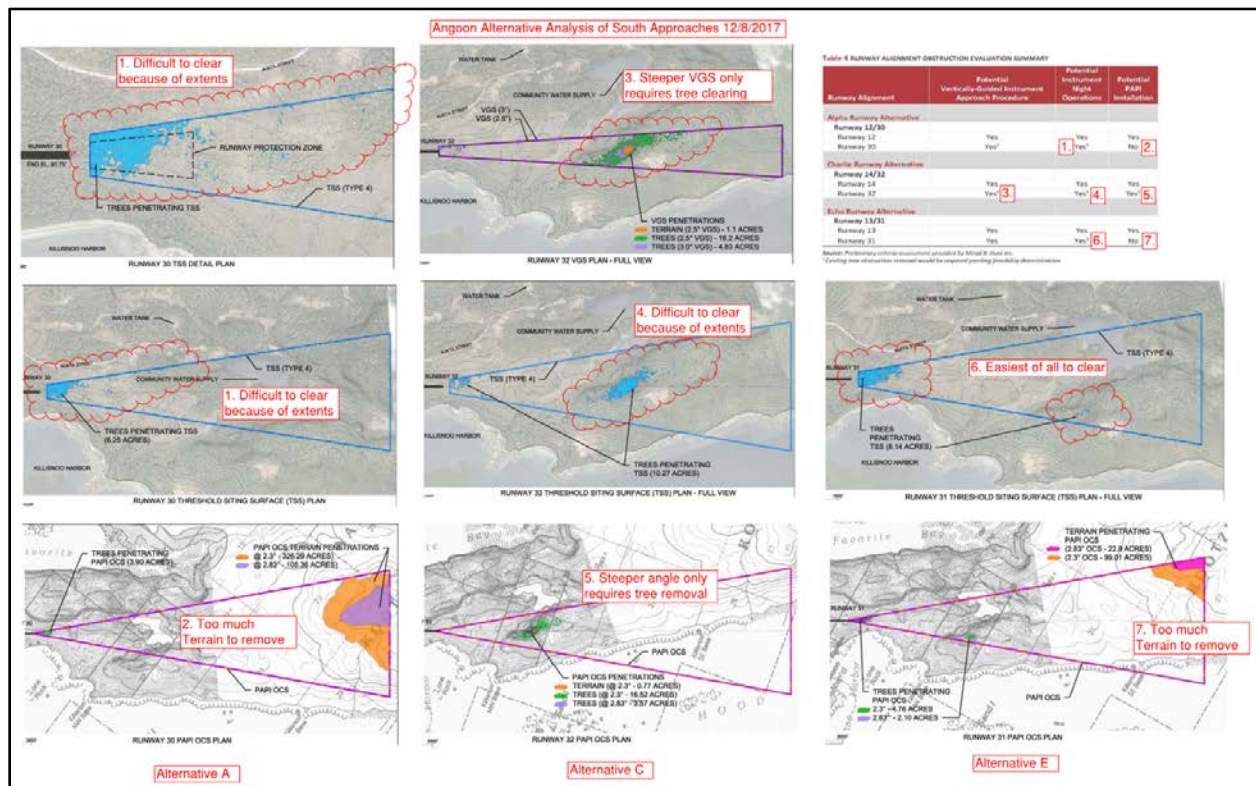 Angoon Alternative Analysis of South Approaches 12/8/2017
1. Difficult to clear
because of extents
RUNWAY 30
RUNWAY PROTECTION ZONE
TSS (TYPE 4)
TREES PENETRATING TSS
KILLISNOO HARBOR
RUNWAY 30 TSS DETAIL PLAN
WATER TANK
3. Steeper VGS only
requires tree clearing
COMMUNITY WATER SUPPLY
VGS (3°)
VGS (2.5°)
RUNWAY 32
VGS PENETRATIONS
TERRAIN (2.5° VGS) - 1.1 ACRES
TREES (2.5° VGS) - 16.2 ACRES
TREES (3.0° VGS) - 4.83 ACRES
KILLISNOO HARBOR
RUNWAY 32 VGS PLAN - FULL VIEW
Table 4 RUNWAY ALIGNMENT OBSTRUCTION EVALUATION SUMMARY
Runway Alignment
Potential
Vertically-Guided Instrument
Approach Procedure
Potential
Instrument
Night
Operations
Potential
PAPI
Installation
Alpha Runway Alternative
Runway 12/30
Runway 12 Yes Yes Yes
Runway 30 Yes 1. Yes No 2.
Charlie Runway Alternative
Runway 14/32
Runway 14 Yes Yes Yes
Runway 32 Yes 3. Yes 4. Yes 5.
Echo Runway Alternative
Runway 13/31
Runway 13 Yes Yes Yes
Runway 31 Yes Yes 6. No 7.
WATER TANK
COMMUNITY WATER SUPPLY
TSS (TYPE 4)
1. Difficult to clear
because of extents
TREES PENETRATING TSS
(6.25 ACRES)
KILLISNOO HARBOR
RUNWAY 30 THRESHOLD SITING SURFACE (TSS) PLAN
WATER TANK
4. Difficult to clear
because of extents
COMMUNITY WATER SUPPLY
RUNWAY 32
TSS (TYPE 4)
TREES PENETRATING
TSS (10.27 ACRES)
KILLISNOO HARBOR
RUNWAY 32 THRESHOLD SITING SURFACE (TSS) PLAN - FULL VIEW
WATER TANK
COMMUNITY WATER SUPPLY
TSS (TYPE 4)
RUNWAY 31
6. Easiest of all to clear
TREES
PENETRATING
TSS (8.14 ACRES)
KILLISNOO HARBOR
RUNWAY 31 THRESHOLD SITING SURFACE (TSS) PLAN - FULL VIEW
TREES PENETRATING
PAPI OCS (3.90 ACRES)
PAPI OCS TERRAIN PENETRATIONS
2. Too much
Terrain to remove
PAPI OCS
RUNWAY 30 PAPI OCS PLAN
Alternative A
5. Steeper angle only
requires tree removal
PAPI OCS
PAPI OCS PENETRATIONS
TERRAIN (@ 2.3° - 0.77 ACRES)
TREES (@ 2.3° - 16.52 ACRES)
TREES (@ 2.83° - 3.57 ACRES)
RUNWAY 32 PAPI OCS PLAN
Alternative C
TERRAIN PENETRATING
PAPI OCS
(2.83° OCS - 22.8 ACRES)
(2.3° OCS - 99.01 ACRES)
RUNWAY 31
7. Too much
Terrain to remove
PAPI OCS
TREES PENETRATING
PAPI OCS
2.3° - 4.76 ACRES
2.83° - 2.10 ACRES
RUNWAY 31 PAPI OCS PLAN
Alternative E